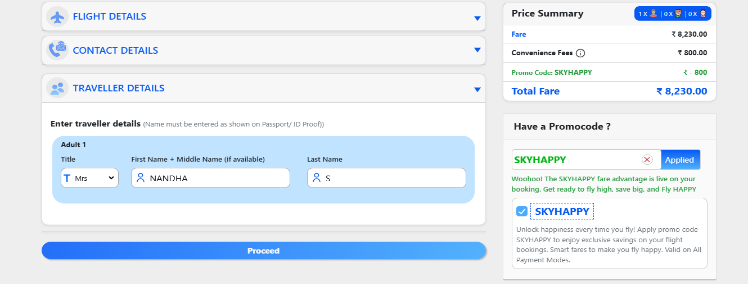 FLIGHT DETAILS
CONTACT DETAILS
TRAVELLER DETAILS
Enter traveller details (Name must be entered as shown on Passport/ ID Proof))
Adult 1
Title First Name + Middle Name (if available) Last Name
Mrs NANDHA S
Proceed
Price Summary 1 X | 0 X | 0 X
Fare ₹ 8,230.00
Convenience Fees ₹ 800.00
Promo Code: SKYHAPPY ₹ 800
Total Fare ₹ 8,230.00
Have a Promocode ?
SKYHAPPY Applied
Woohoo! The SKYHAPPY fare advantage is live on your
booking. Get ready to fly high, save big, and Fly HAPPY
SKYHAPPY
Unlock happiness every time you fly! Apply promo code
SKYHAPPY to enjoy exclusive savings on your flight
bookings. Smart fares to make you fly happy. Valid on All
Payment Modes.